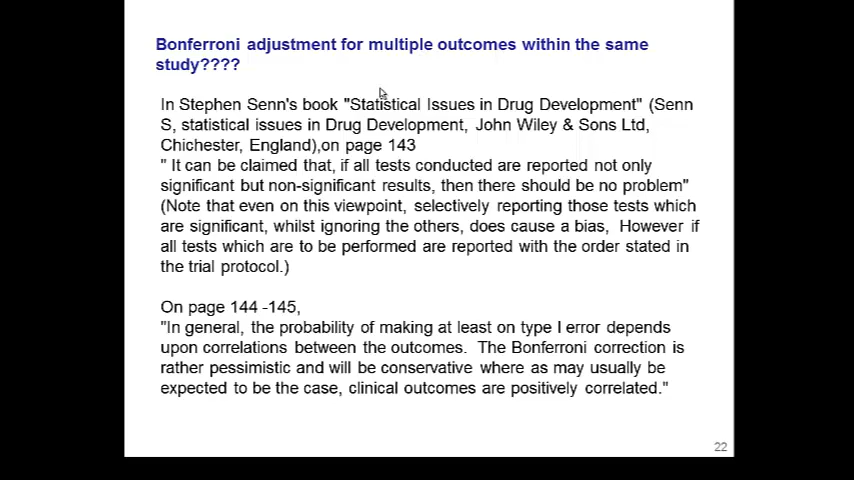 Bonferroni adjustment for multiple outcomes within the same
study????
In Stephen Senn's book "Statistical Issues in Drug Development" (Senn
S, statistical issues in Drug Development, John Wiley & Sons Ltd,
Chichester, England),on page 143
" It can be claimed that, if all tests conducted are reported not only
significant but non-significant results, then there should be no problem"
(Note that even on this viewpoint, selectively reporting those tests which
are significant, whilst ignoring the others, does cause a bias, However if
all tests which are to be performed are reported with the order stated in
the trial protocol.)
On page 144 -145,
"In general, the probability of making at least on type I error depends
upon correlations between the outcomes. The Bonferroni correction is
rather pessimistic and will be conservative where as may usually be
expected to be the case, clinical outcomes are positively correlated."
22